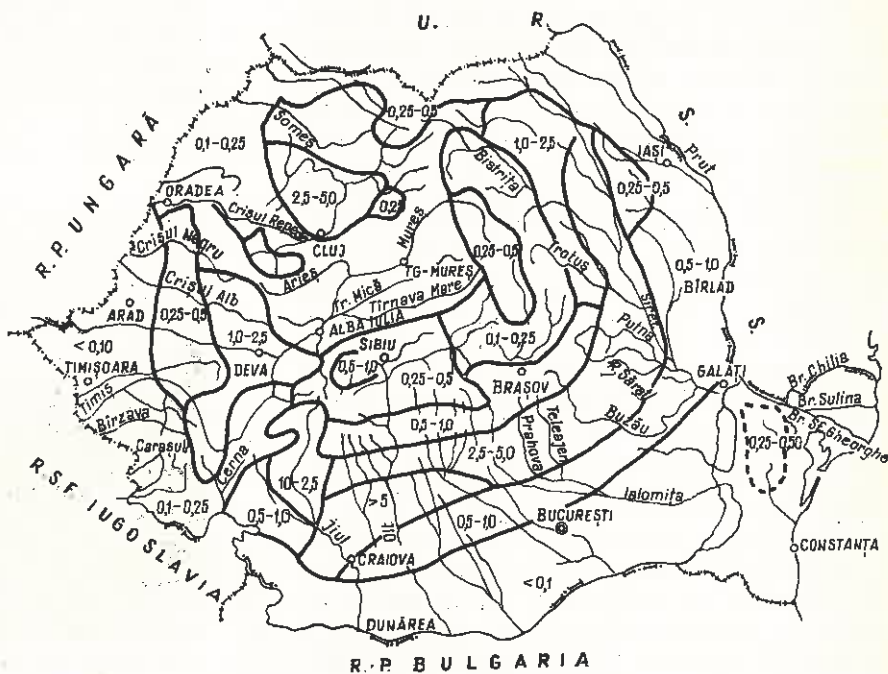 U. R. S. S.
0,25-0,5
0,1-0,25
Someș
1,0-2,5
IAȘI
Prut
R.P. UNGARĂ
Bistrița
0,25-0,5
ORADEA
2,5-5,0
0,25
Crișul Repede
CLUJ
Mureș
Crișul Negru
Arieș
TG-MUREȘ
0,25-0,5
Trotuș
0,5-1,0
BÎRLAD
Tr. Mică
Tîrnava Mare
Crișul Alb
ARAD
0,25-0,5
ALBA IULIA
Siret
1,0-2,5
SIBIU
0,1-0,25
Putna
<0,10
DEVA
0,5-1,0
TIMIȘOARA
0,25-0,5
BRAȘOV
R. Sărat
GALAȚI
Br. Chilia
Timiș
Br. Sulina
Bîrzava
0,5-1,0
Buzău
Br. Sf. Gheorghe
Carașul
Cerna
Teleajen
Prahova
2,5-5,0
0,25-0,50
R.S.F. IUGOSLAVIA
10-2,5
Ialomița
0,1-0,25
>5
0,5-1,0
0,5-1,0
BUCUREȘTI
Jiul
Olt
CRAIOVA
CONSTANȚA
<0,1
DUNĂREA
R.P. BULGARIA